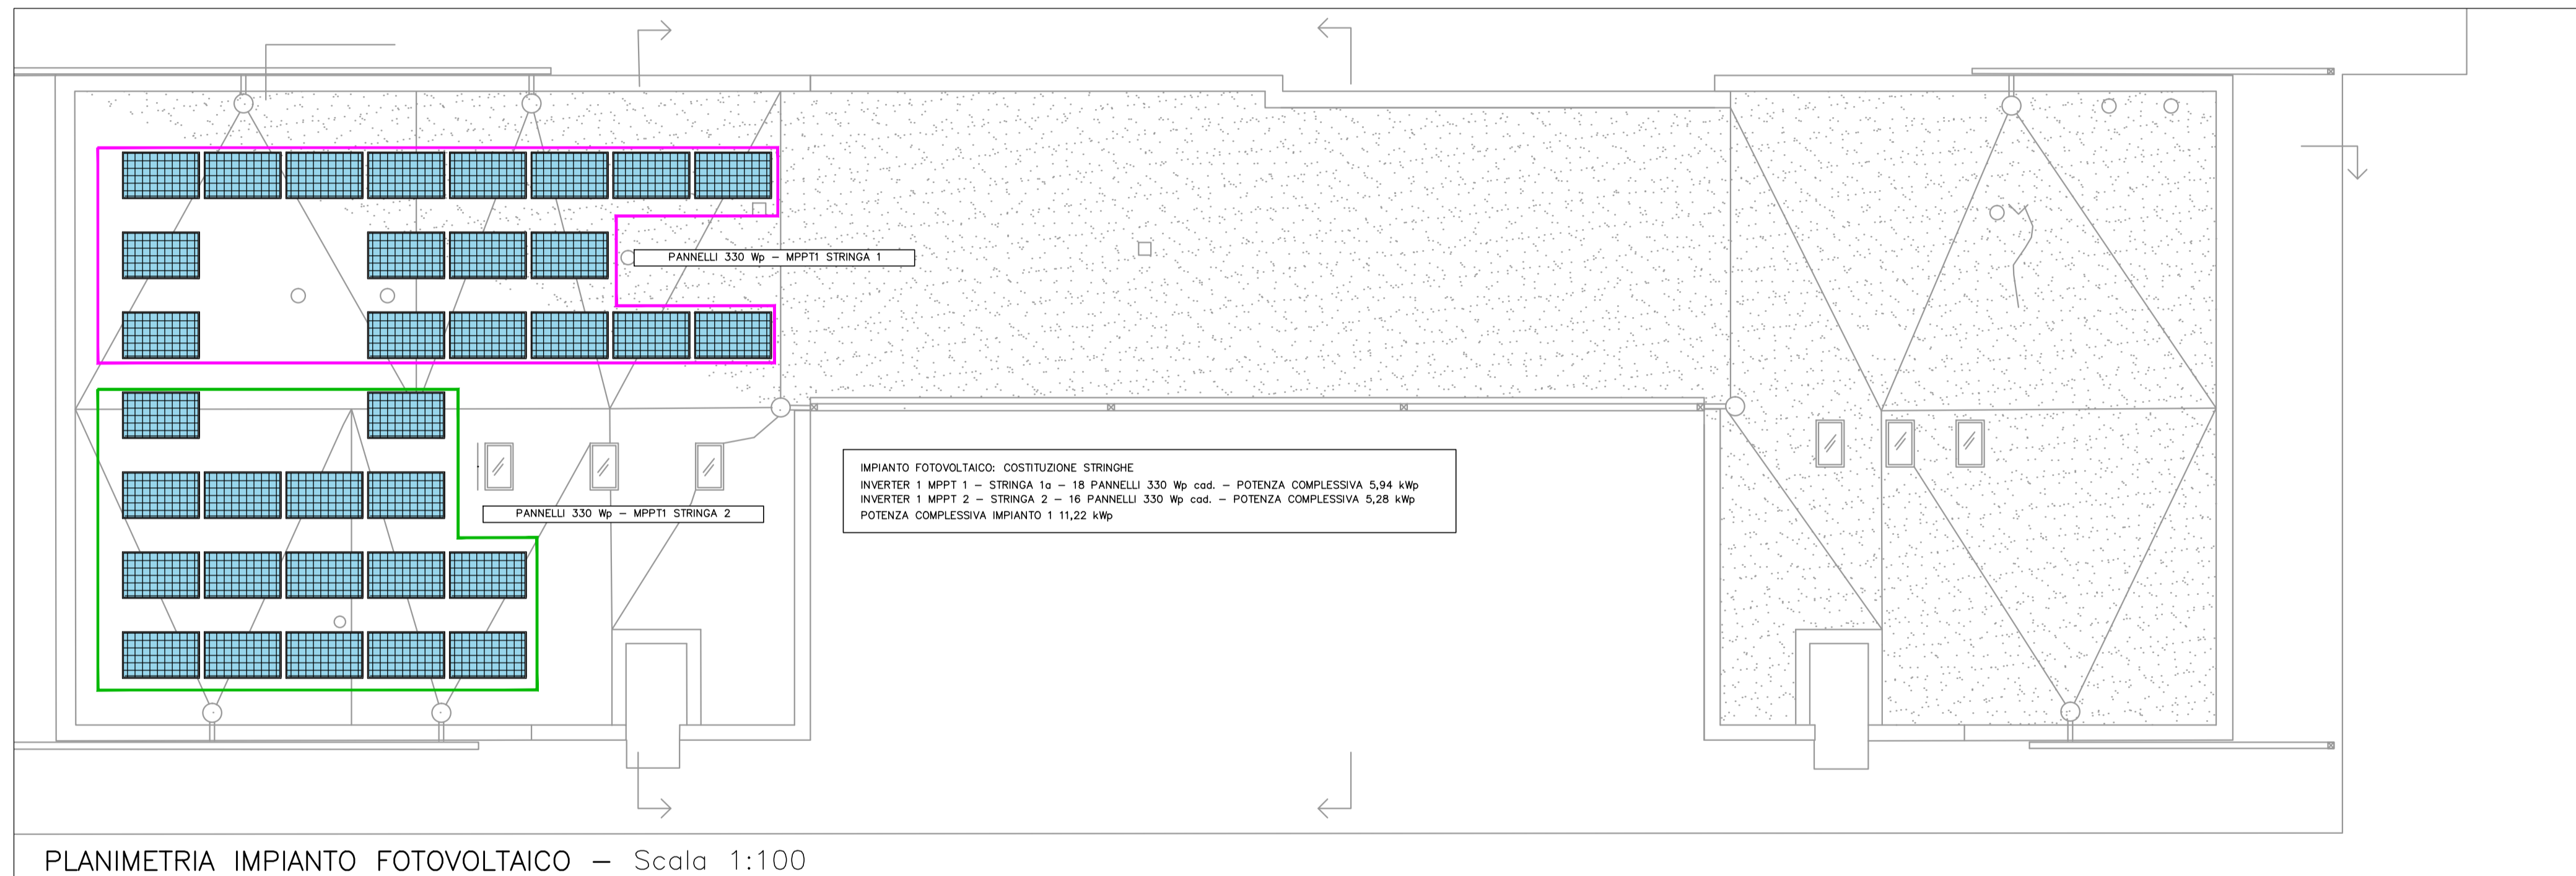 PANNELLI 330 Wp – MPPT1 STRINGA 1
IMPIANTO FOTOVOLTAICO: COSTITUZIONE STRINGHE
INVERTER 1 MPPT 1 – STRINGA 1a – 18 PANNELLI 330 Wp cad. – POTENZA COMPLESSIVA 5,94 kWp
INVERTER 1 MPPT 2 – STRINGA 2 – 16 PANNELLI 330 Wp cad. – POTENZA COMPLESSIVA 5,28 kWp
POTENZA COMPLESSIVA IMPIANTO 1 11,22 kWp
PANNELLI 330 Wp – MPPT1 STRINGA 2
PLANIMETRIA IMPIANTO FOTOVOLTAICO – Scala 1:100